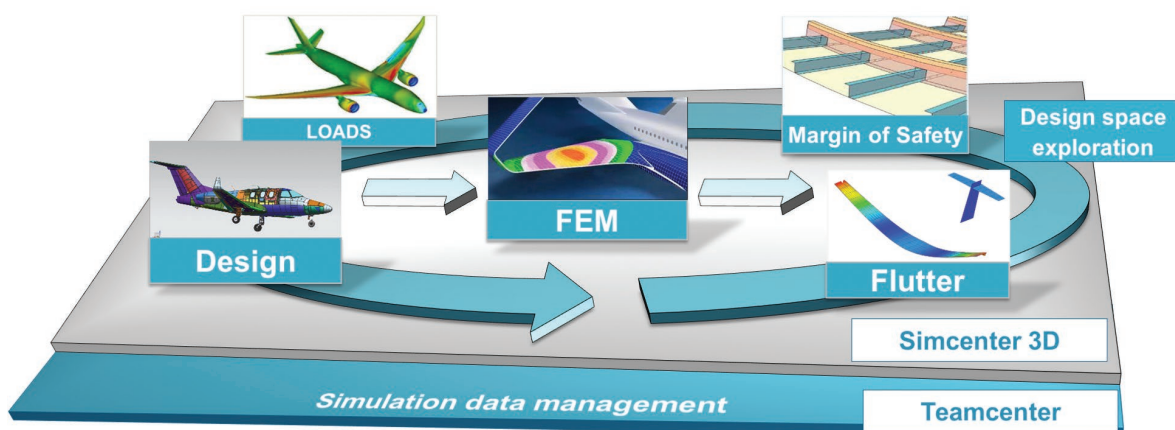 LOADS
Margin of Safety
Design space
exploration
FEM
Design
Flutter
Simcenter 3D
Simulation data management
Teamcenter